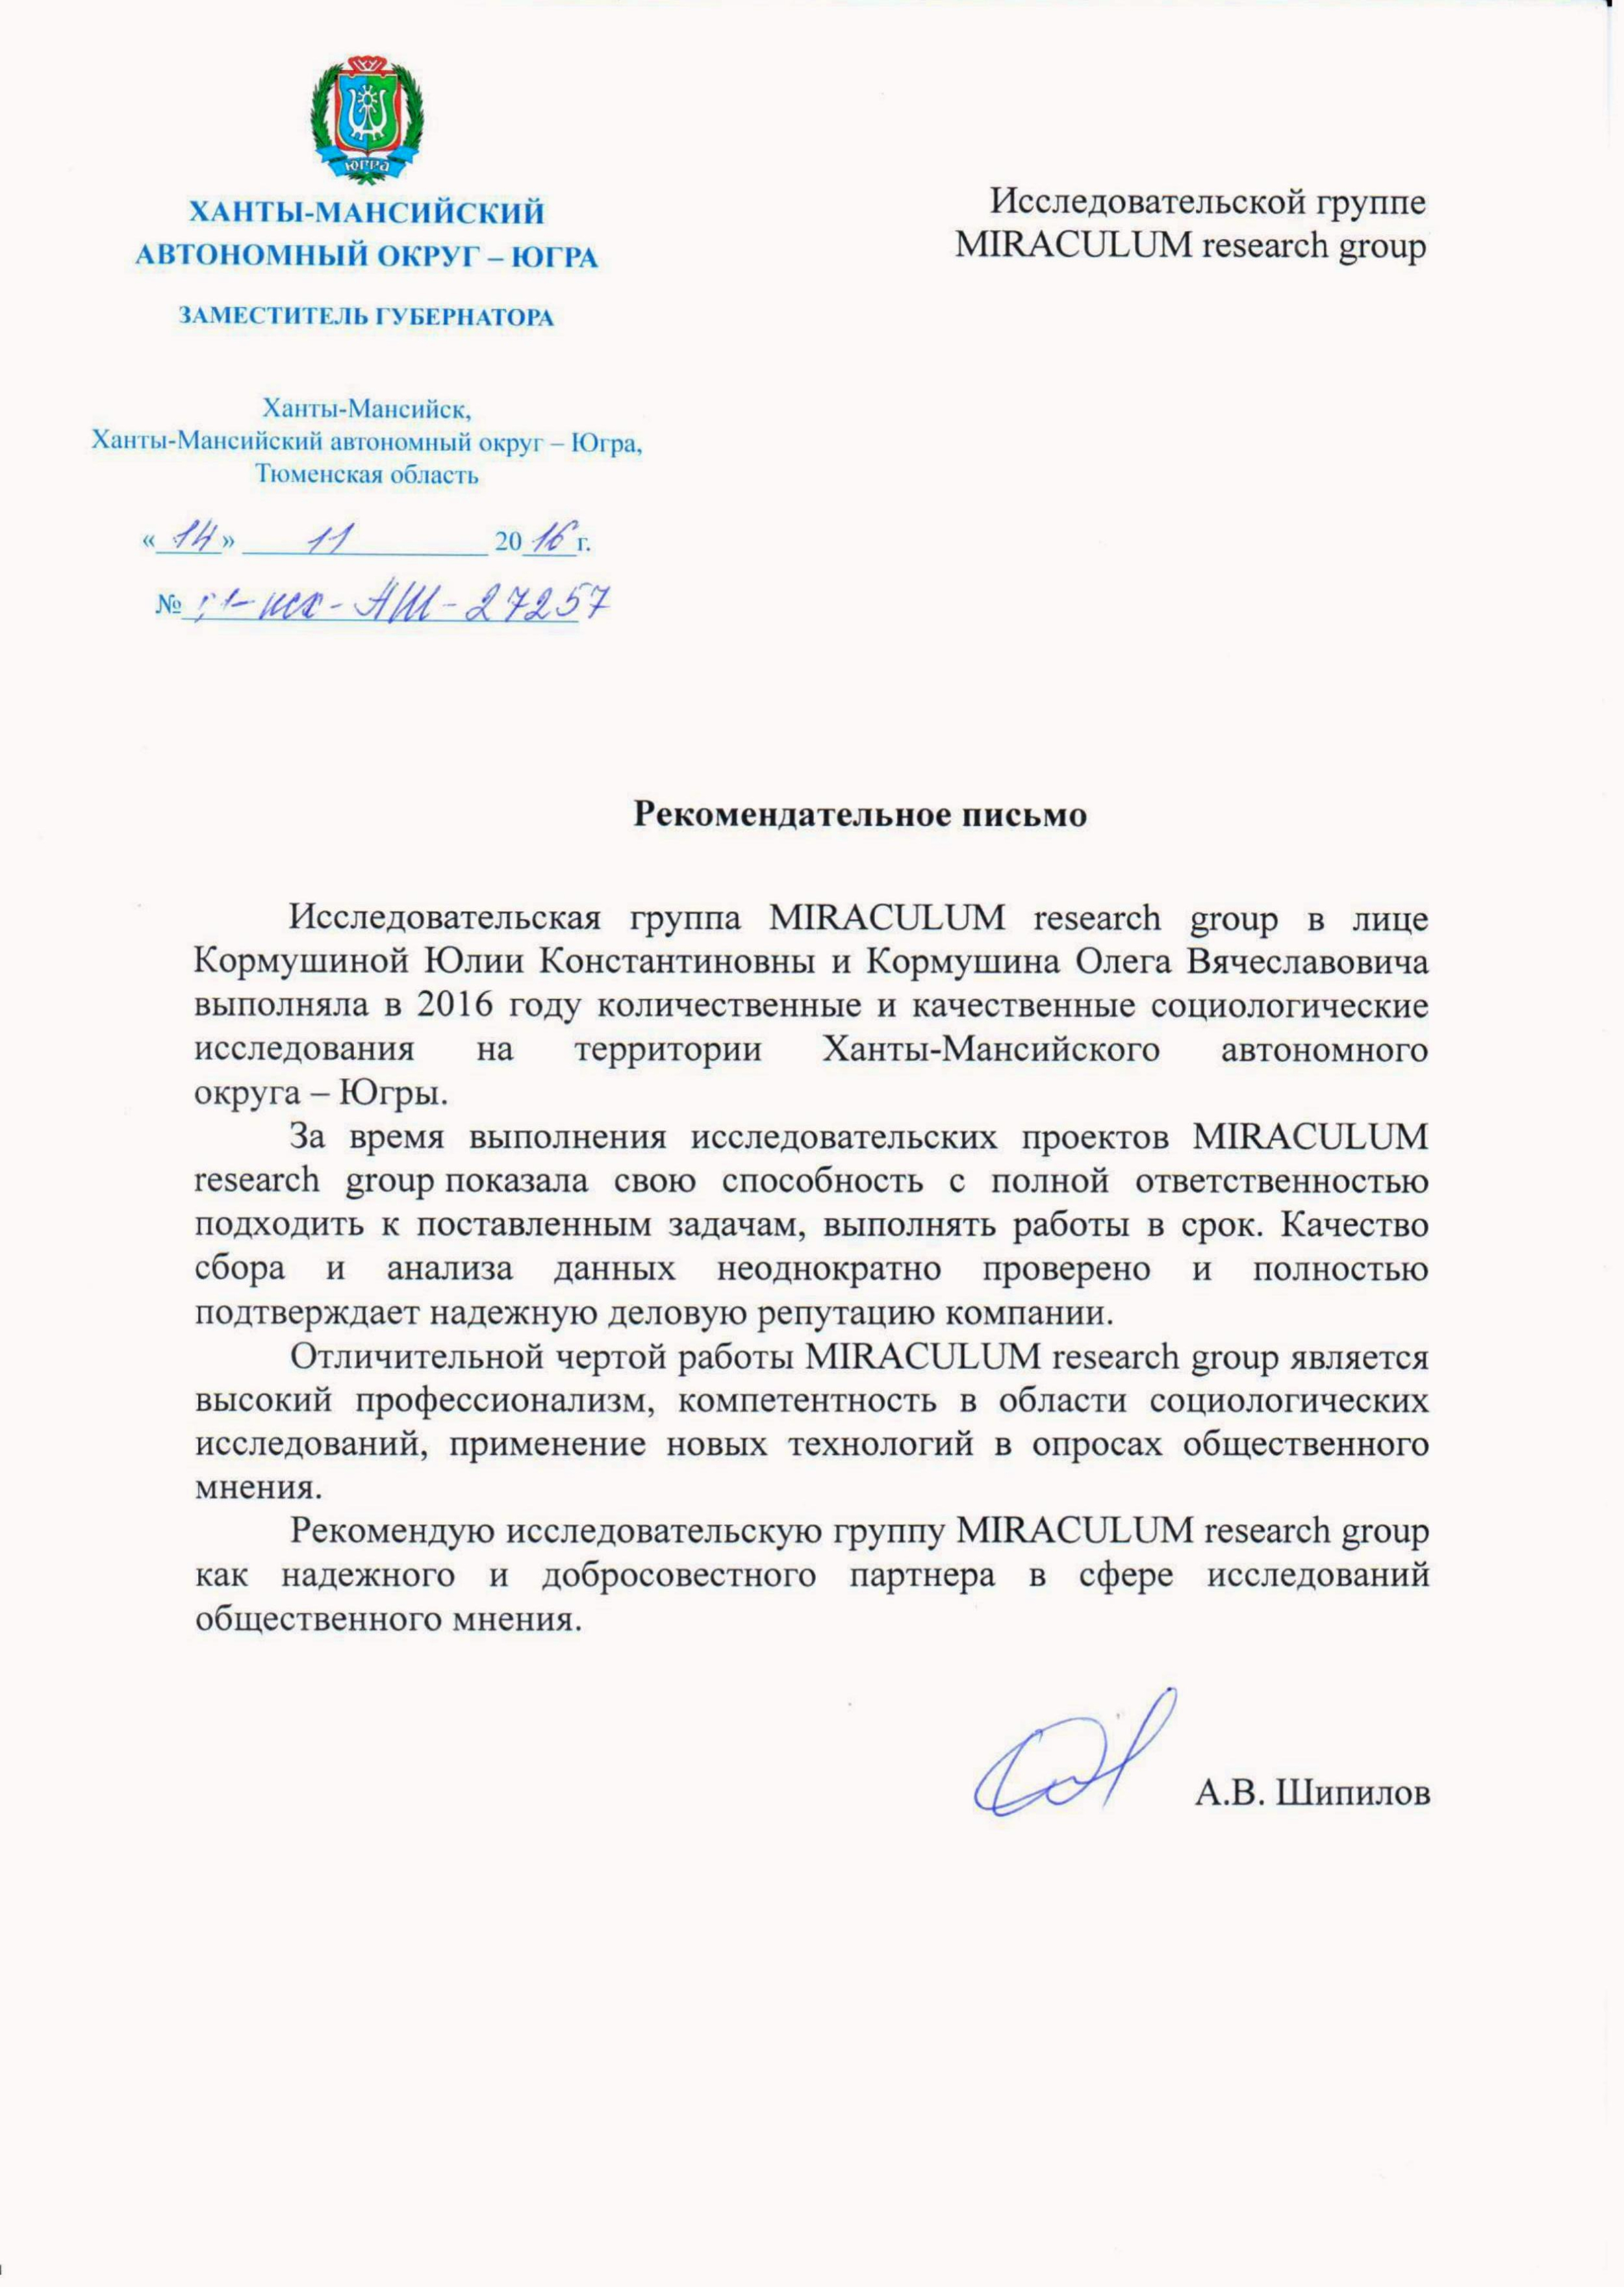 ЮГРА
ХАНТЫ-МАНСИЙСКИЙ
АВТОНОМНЫЙ ОКРУГ – ЮГРА
ЗАМЕСТИТЕЛЬ ГУБЕРНАТОРА
Ханты-Мансийск,
Ханты-Мансийский автономный округ – Югра,
Тюменская область
«14» 11 2016 г.
№ исх-АШ-27257
Исследовательской группе
MIRACULUM research group
Рекомендательное письмо
Исследовательская группа MIRACULUM research group в лице
Кормушиной Юлии Константиновны и Кормушина Олега Вячеславовича
выполняла в 2016 году количественные и качественные социологические
исследования на территории Ханты-Мансийского автономного
округа – Югры.
За время выполнения исследовательских проектов MIRACULUM
research group показала свою способность с полной ответственностью
подходить к поставленным задачам, выполнять работы в срок. Качество
сбора и анализа данных неоднократно проверено и полностью
подтверждает надежную деловую репутацию компании.
Отличительной чертой работы MIRACULUM research group является
высокий профессионализм, компетентность в области социологических
исследований, применение новых технологий в опросах общественного
мнения.
Рекомендую исследовательскую группу MIRACULUM research group
как надежного и добросовестного партнера в сфере исследований
общественного мнения.
А.В. Шипилов